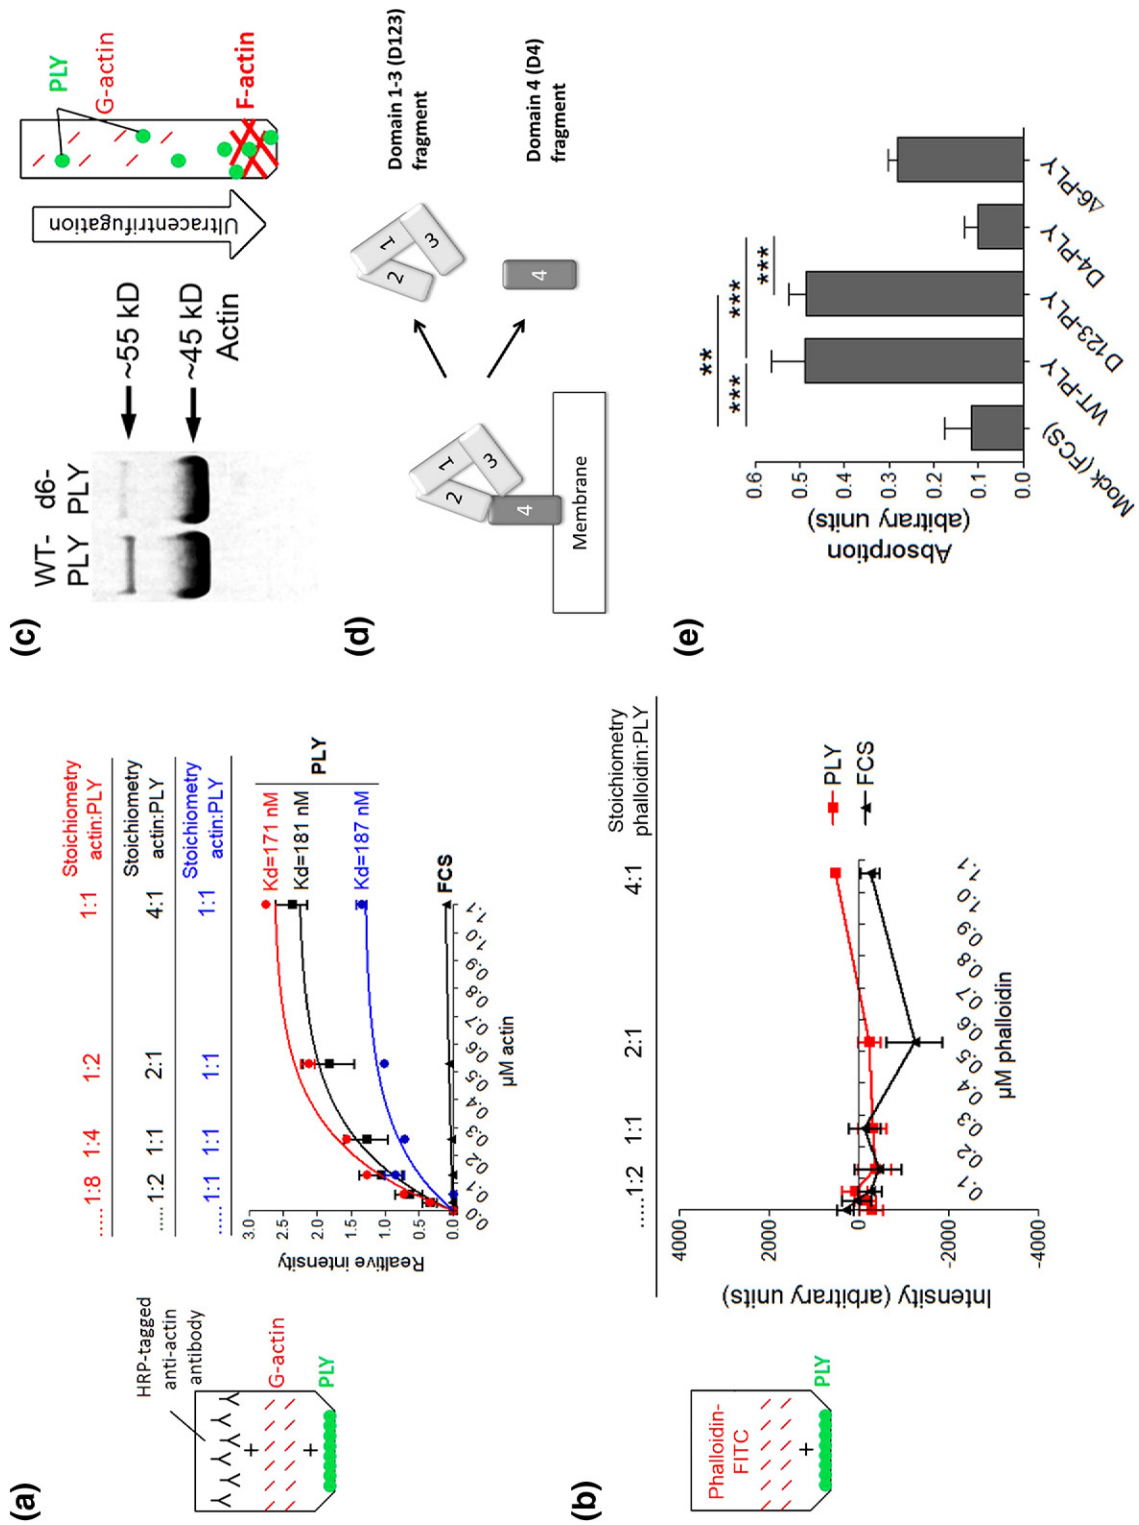 (a)
HRP-tagged
anti-actin
antibody
G-actin
PLY
+
+
..... 1:8 1:4 1:2 1:1 Stoichiometry
actin:PLY
..... 1:2 1:1 2:1 4:1 Stoichiometry
actin:PLY
..... 1:1 1:1 1:1 1:1 Stoichiometry
actin:PLY
Realtive intensity
3.0
2.5
2.0
1.5
1.0
0.5
0.0
Kd=171 nM
Kd=181 nM
Kd=187 nM
PLY
FCS
0.0 0.1 0.2 0.3 0.4 0.5 0.6 0.7 0.8 0.9 1.0 1.1
µM actin
(b)
Phalloidin-
FITC
+
PLY
.....1:2 1:1 2:1 4:1 Stoichiometry
phalloidin:PLY
Intensity (arbitrary units)
4000
2000
0
-2000
-4000
0.1 0.2 0.3 0.4 0.5 0.6 0.7 0.8 0.9 1.0 1.1
µM phalloidin
PLY
FCS
(c)
WT-
PLY
d6-
PLY
~55 kD
~45 kD
Actin
Ultracentrifugation
PLY
G-actin
F-actin
(d)
1
2
3
4
Membrane
1
2
3
4
Domain 1-3 (D123)
fragment
Domain 4 (D4)
fragment
(e)
Absorption
(abitrary units)
0.6
0.5
0.4
0.3
0.2
0.1
0.0
**
*** ***
***
Mock (FCS)
WT-PLY
D123-PLY
D4-PLY
Δ6-PLY